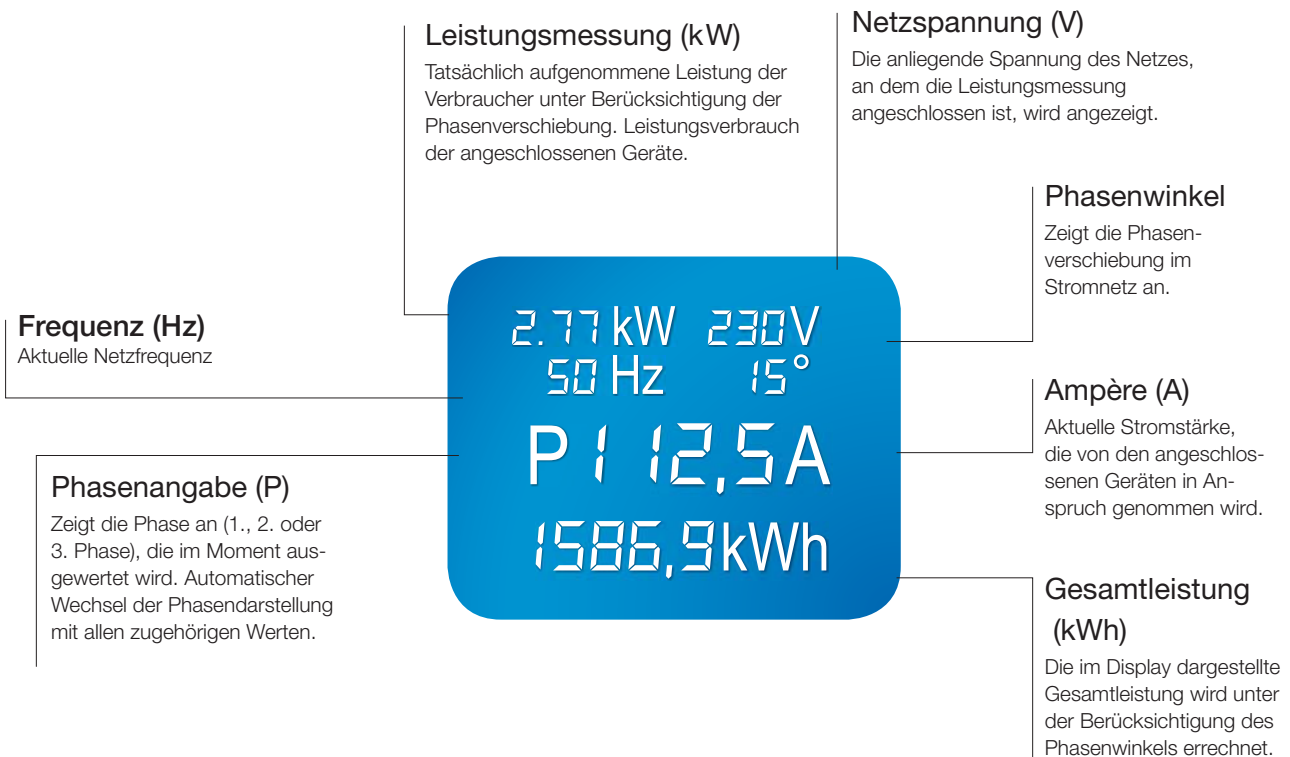 Leistungsmessung (kW)
Tatsächlich aufgenommene Leistung der
Verbraucher unter Berücksichtigung der
Phasenverschiebung. Leistungsverbrauch
der angeschlossenen Geräte.
Netzspannung (V)
Die anliegende Spannung des Netzes,
an dem die Leistungsmessung
angeschlossen ist, wird angezeigt.
Phasenwinkel
Zeigt die Phasen-
verschiebung im
Stromnetz an.
Frequenz (Hz)
Aktuelle Netzfrequenz
2.77 kW 230V
50 Hz 15°
P1 12,5A
1586,9kWh
Ampère (A)
Aktuelle Stromstärke,
die von den angeschlos-
senen Geräten in An-
spruch genommen wird.
Phasenangabe (P)
Zeigt die Phase an (1., 2. oder
3. Phase), die im Moment aus-
gewertet wird. Automatischer
Wechsel der Phasendarstellung
mit allen zugehörigen Werten.
Gesamtleistung
(kWh)
Die im Display dargestellte
Gesamtleistung wird unter
der Berücksichtigung des
Phasenwinkels errechnet.